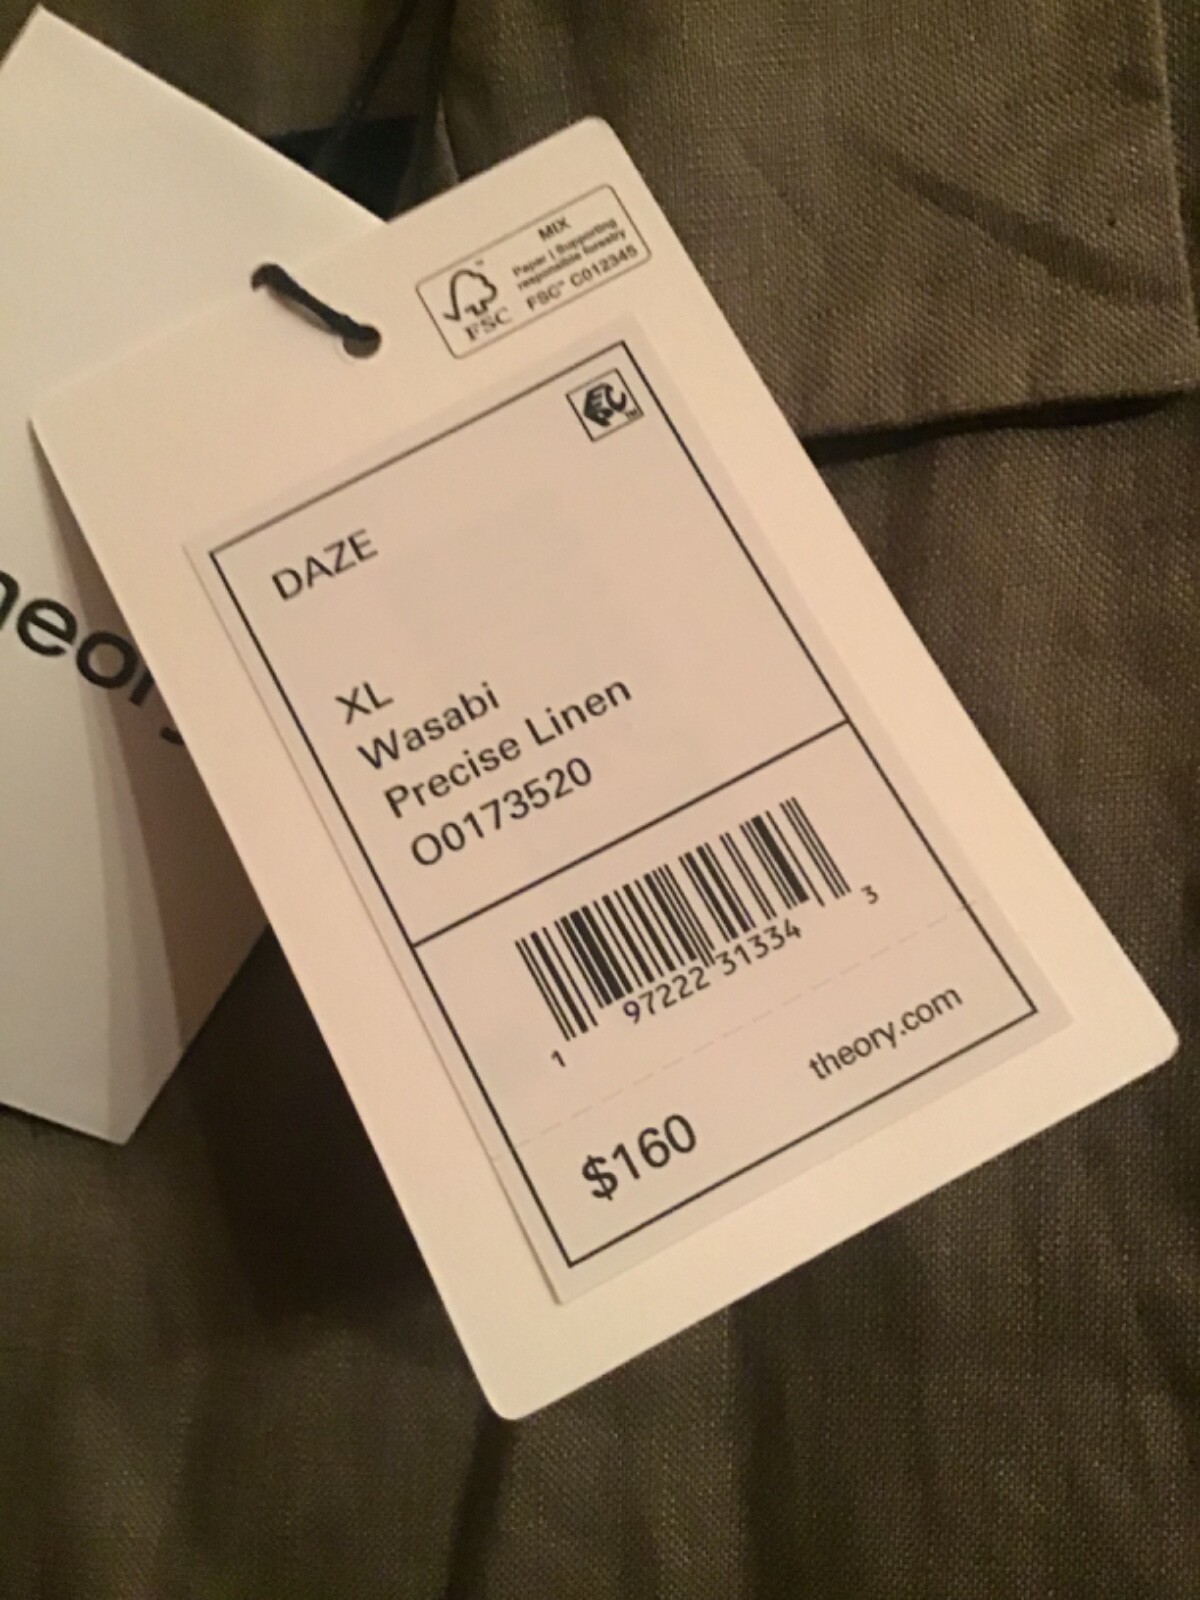 MIX
Paper | Supporting
responsible forestry
FSC™ C012345
FSC
DAZE
XL
Wasabi
Precise Linen
O0173520
1 97222 31334 3
theory.com
$160
heory